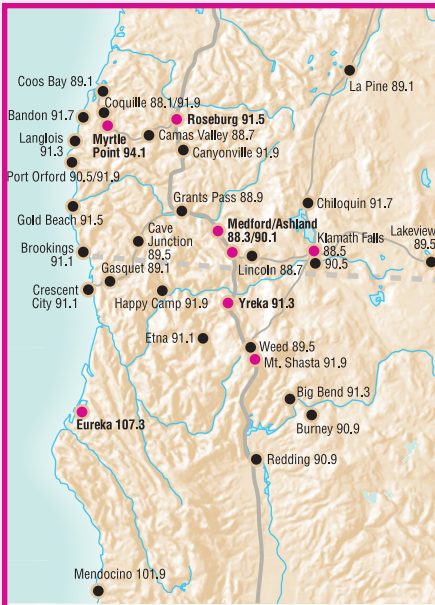 Coos Bay 89.1
La Pine 89.1
Coquille 88.1/91.9
Bandon 91.7
Roseburg 91.5
Langlois
91.3
Myrtle
Point 94.1
Camas Valley 88.7
Canyonville 91.9
Port Orford 90.5/91.9
Grants Pass 88.9
Chiloquin 91.7
Gold Beach 91.5
Cave
Junction
89.5
Medford/Ashland
88.3/90.1
Klamath Falls
88.5
90.5
Lakeview
89.5
Brookings
91.1
Gasquet 89.1
Lincoln 88.7
Crescent
City 91.1
Happy Camp 91.9
Yreka 91.3
Etna 91.1
Weed 89.5
Mt. Shasta 91.9
Big Bend 91.3
Burney 90.9
Eureka 107.3
Redding 90.9
Mendocino 101.9